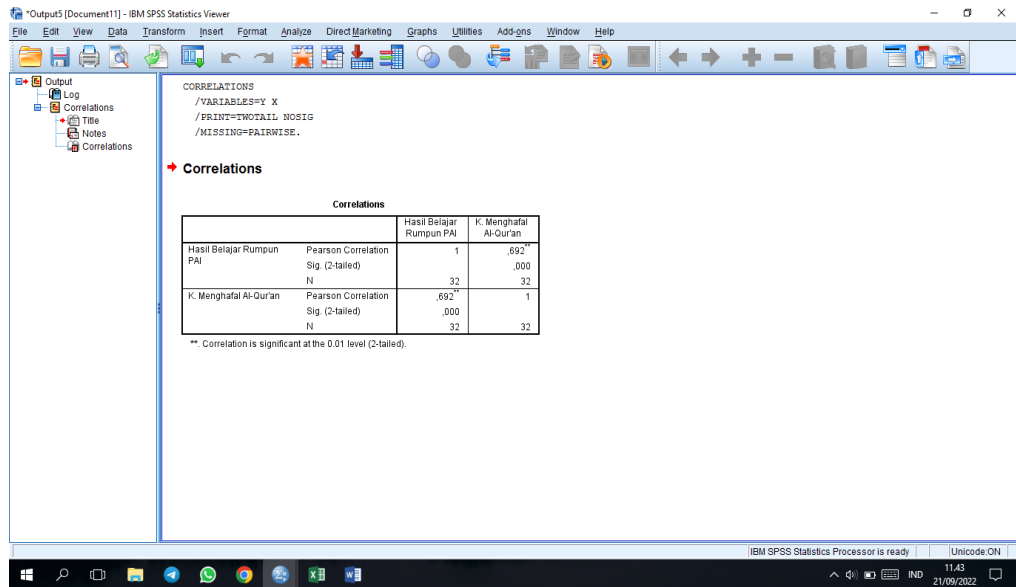 *Output5 [Document11] - IBM SPSS Statistics Viewer
File Edit View Data Transform Insert Format Analyze Direct Marketing Graphs Utilities Add-ons Window Help
Output
Log
Correlations
Title
Notes
Correlations
CORRELATIONS
/VARIABLES=Y X
/PRINT=TWOTAIL NOSIG
/MISSING=PAIRWISE.
Correlations
Correlations
Hasil Belajar Rumpun PAI K. Menghafal Al-Qur'an
Hasil Belajar Rumpun PAI Pearson Correlation 1 ,692**
Sig. (2-tailed) ,000
N 32 32
K. Menghafal Al-Qur'an Pearson Correlation ,692** 1
Sig. (2-tailed) ,000
N 32 32
**. Correlation is significant at the 0.01 level (2-tailed).
IBM SPSS Statistics Processor is ready Unicode:ON
IND
11.43
21/09/2022